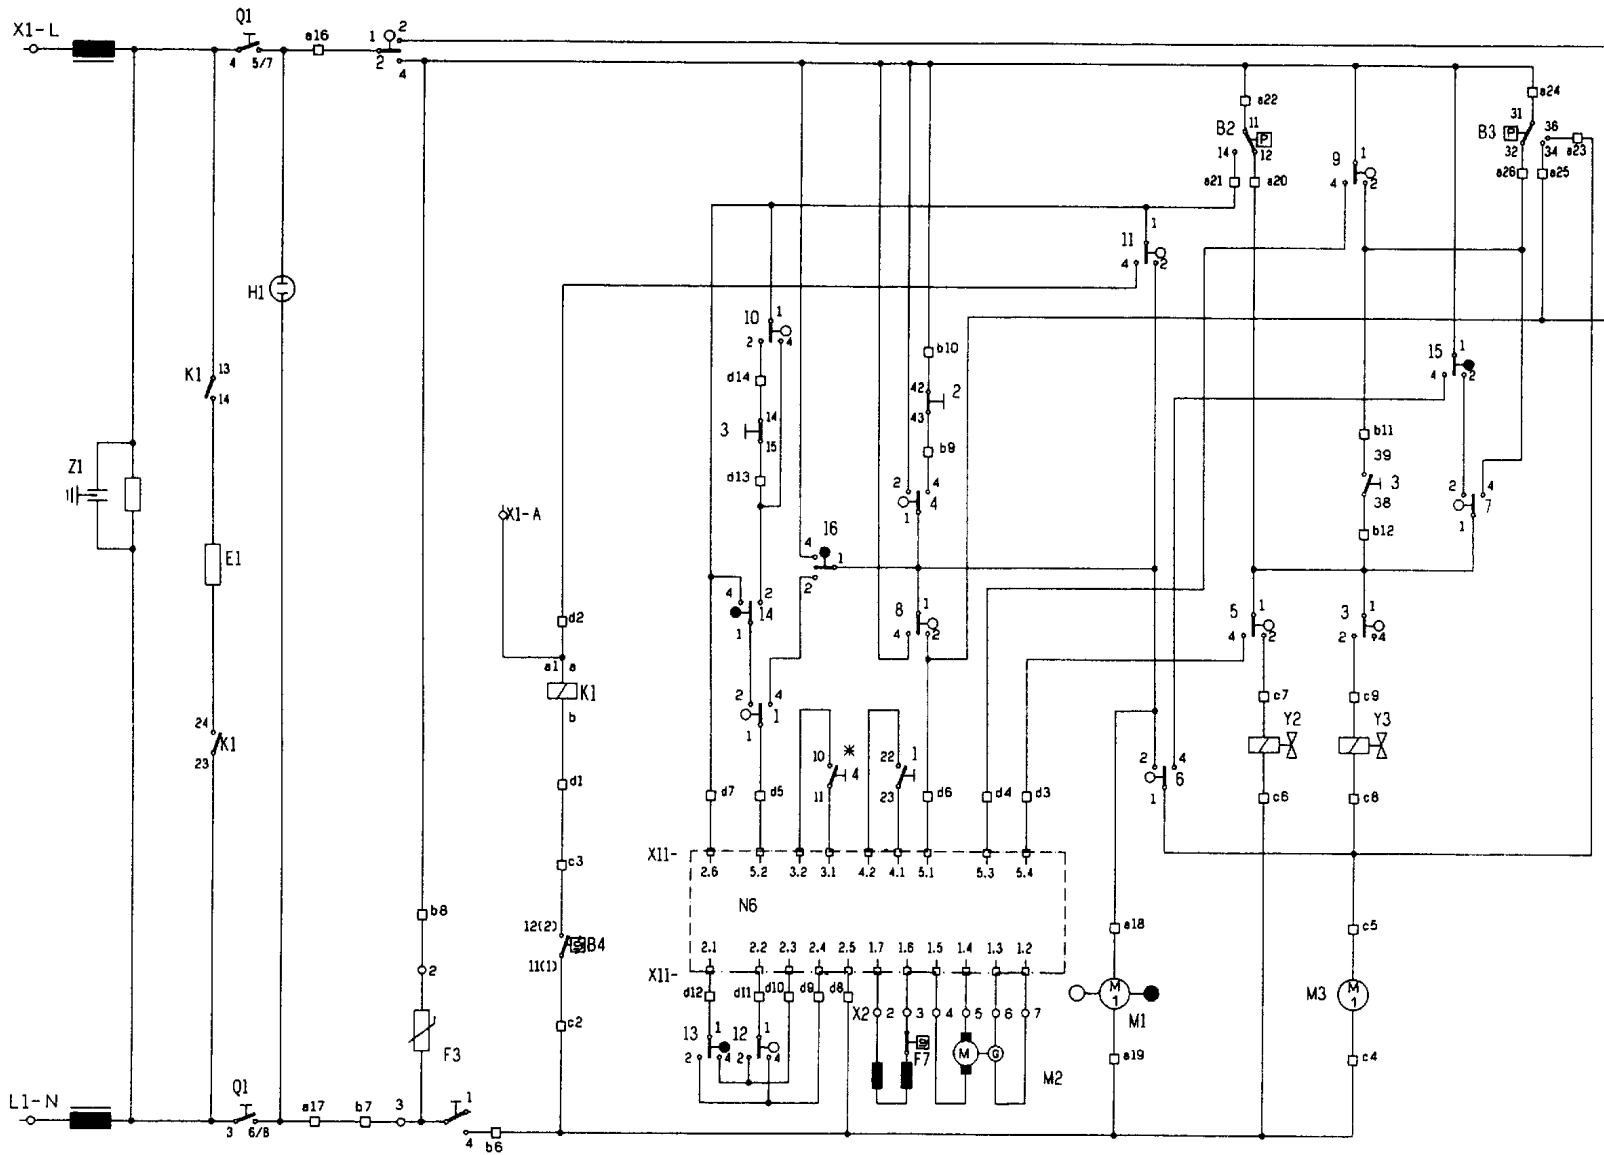 X1-L
Q1
4 5/7
a16
1 2
2 4
a22
B2 11 P
14 12
a21 a20
9 1
4 2
a24
31
B3 P 36
32 34 a23
a26 a25
1
11
4 2
H1
10 1
2 4
b10
15 1
4 2
K1 13
14
d14
42 2
43
3 14
15
b11
39
3
38
b9
d13
Z1
2 4
4
1
2 4
7
1
X1-A
16
4
1
2
b12
E1
4 2
14
1
d2
8 1
4 2
5 1
4 2
3 1
2 4
a1 a
K1
b
2 4
1
1
c7
c9
Y2
Y3
24
K1
23
10 * 4
11
22 1
23
2 4
6
1
d1
d7
d5
d6
d4
d3
c6
c8
X11-
2.6 5.2 3.2 3.1 4.2 4.1 5.1 5.3 5.4
c3
N6
b8
12(2)
B4
11(1)
a18
c5
2.1 2.2 2.3 2.4 2.5 1.7 1.6 1.5 1.4 1.3 1.2
X11-
2
d12 d11 d10 d9 d8
M
1
M1
M3
M
1
X2 2 3 4 5 6 7
c2
F3
13 1
2 4
12 1
2 4
F7
M
G
M2
a19
c4
L1-N
Q1
3 6/8
a17
b7
3
1
4
b6